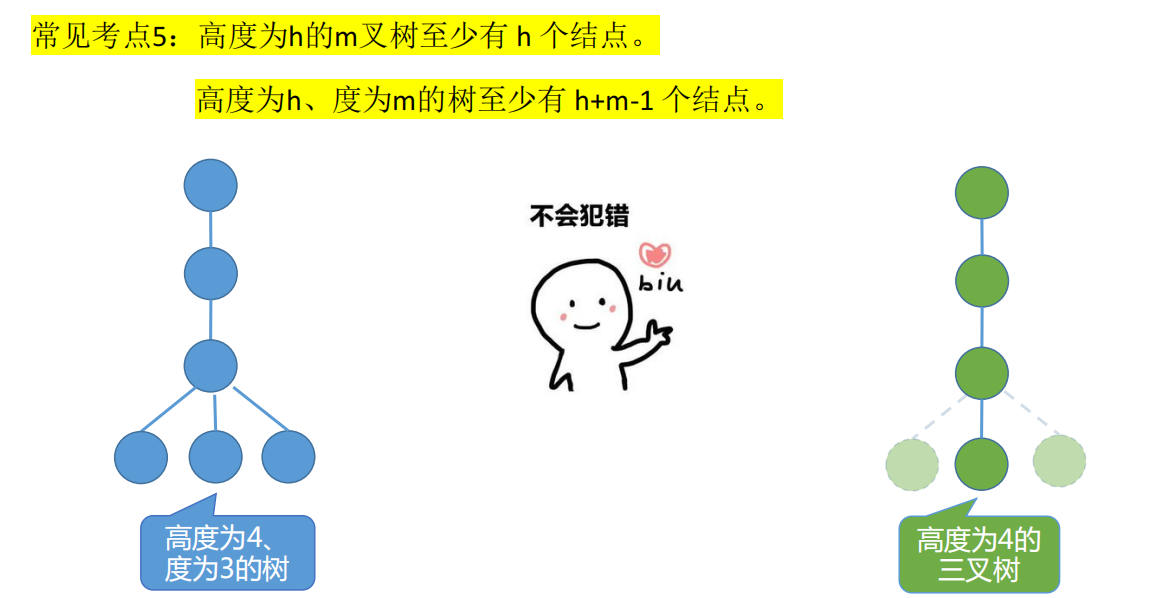 常见考点5：高度为h的m叉树至少有 h 个结点。
高度为h、度为m的树至少有 h+m-1 个结点。
不会犯错
biu
高度为4、
度为3的树
高度为4的
三叉树